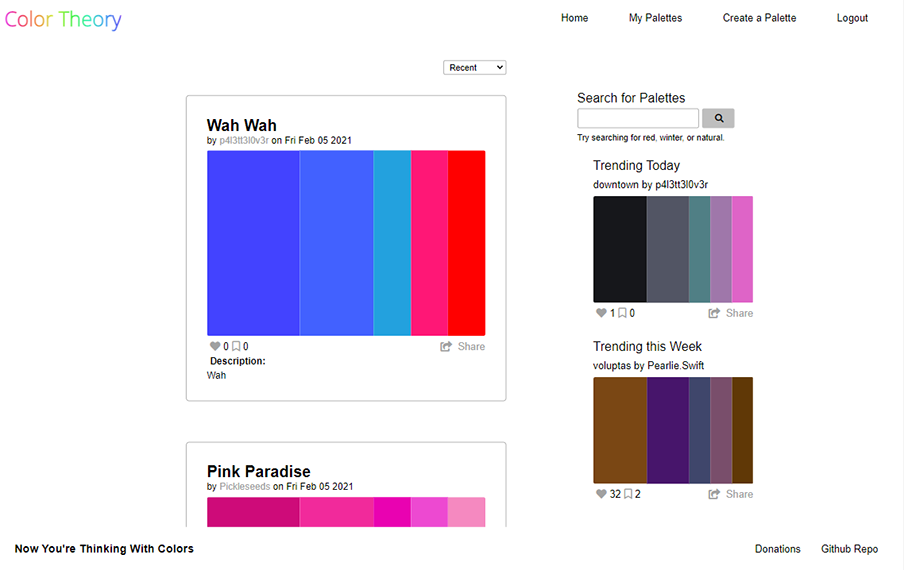 Color Theory
Home My Palettes Create a Palette Logout
Recent
Wah Wah
by p4l3tt3l0v3r on Fri Feb 05 2021
0 0 Share
Description:
Wah
Pink Paradise
by Pickleseeds on Fri Feb 05 2021
Search for Palettes
Try searching for red, winter, or natural.
Trending Today
downtown by p4l3tt3l0v3r
1 0 Share
Trending this Week
voluptas by Pearlie.Swift
32 2 Share
Now You're Thinking With Colors
Donations Github Repo